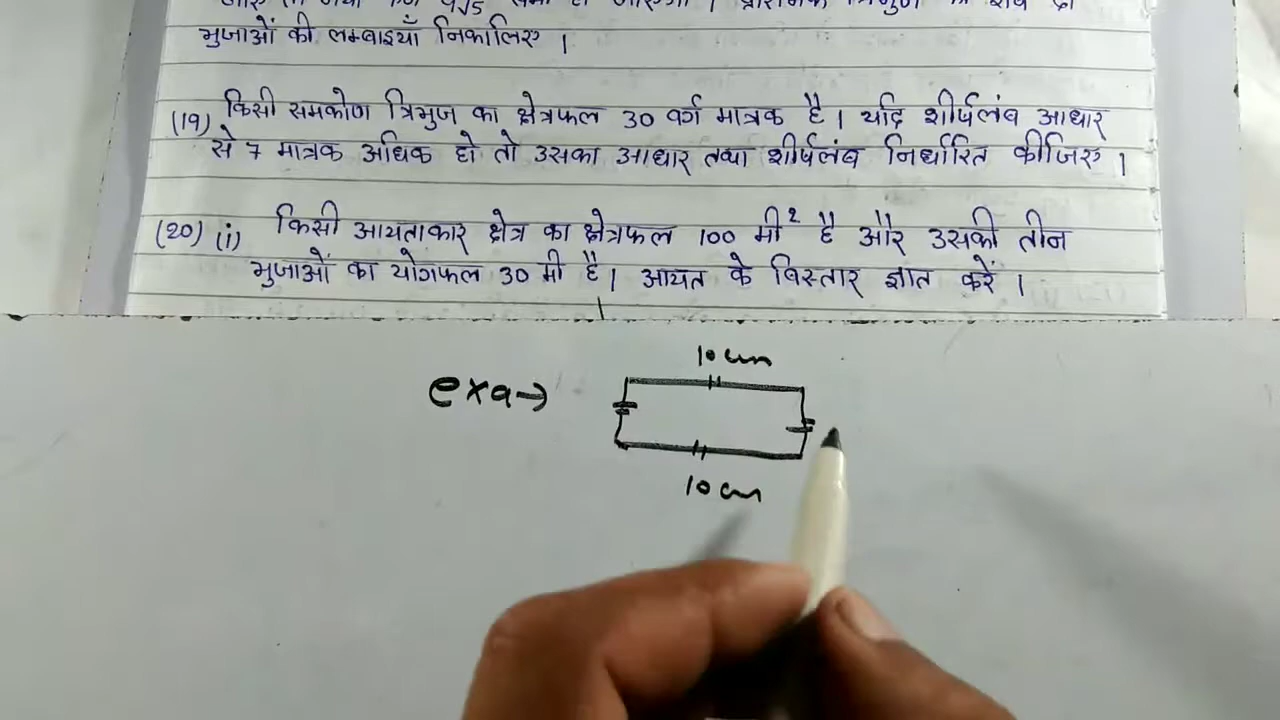 √5
भुजाओं की लम्बाइयाँ निकालिए ।
(19) किसी समकोण त्रिभुज का क्षेत्रफल 30 वर्ग मात्रक है । यदि शीर्षलंब आधार
से 7 मात्रक अधिक हो तो उसका आधार तथा शीर्षलंब निर्धारित कीजिए ।
(20) (i) किसी आयताकार क्षेत्र का क्षेत्रफल 100 मी² है और उसकी तीन
भुजाओं का योगफल 30 मी है । आयत के विस्तार ज्ञात करें ।
10 cm
exa→
10 cm